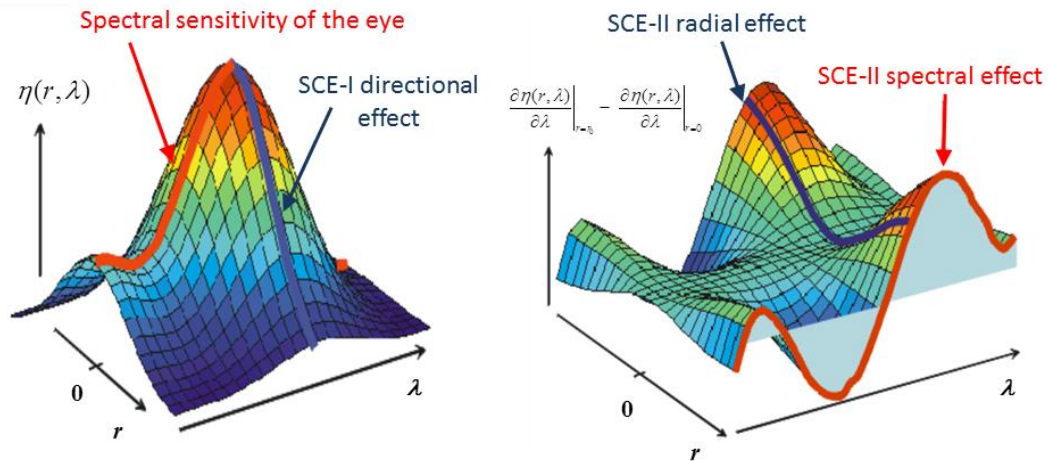 Spectral sensitivity of the eye
η(r, λ)
SCE-I directional
effect
0
r
λ
SCE-II radial effect
SCE-II spectral effect
∂η(r, λ)/∂λ|r=r₀ − ∂η(r, λ)/∂λ|r=0
0
r
λ